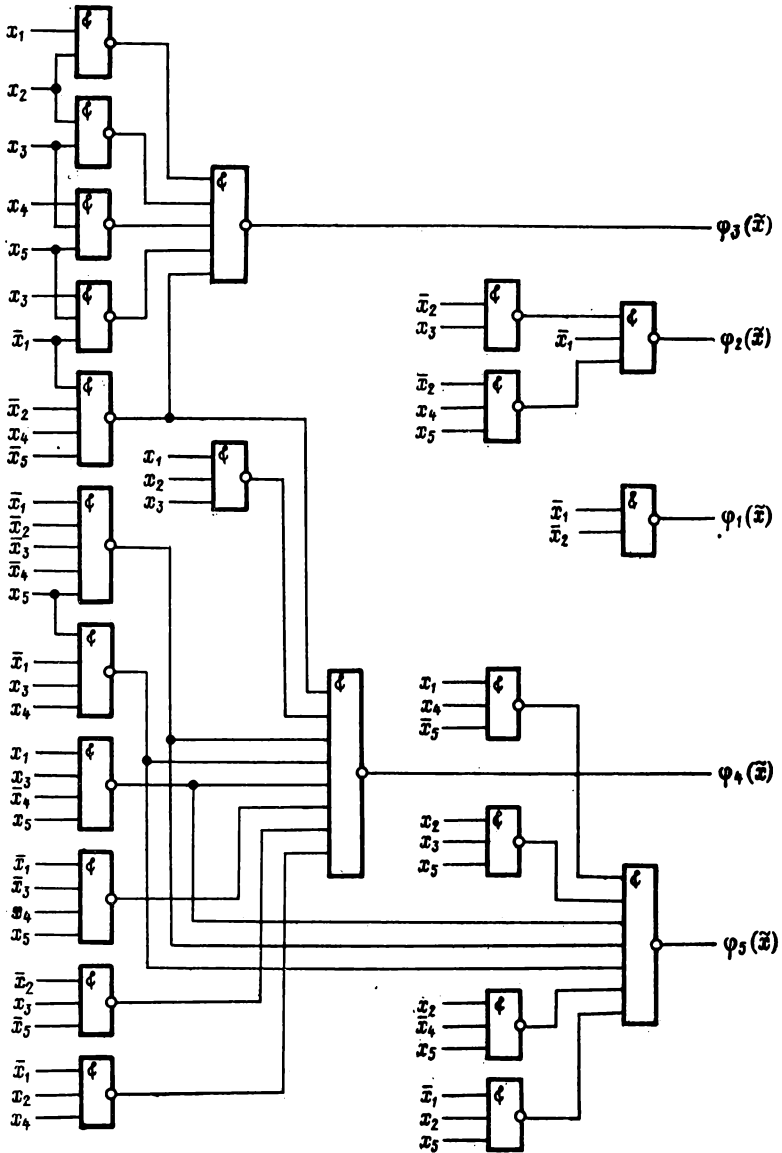 &
x₁
x₂
&
x₃
&
x₄
&
x₅
φ₃(x̃)
&
x₃
x̄₁
&
x̄₂
x₃
&
x̄₁
φ₂(x̃)
&
x̄₂
x₄
x₅
&
x̄₂
x₄
x̄₅
&
x₁
x₂
x₃
&
x̄₁
x̄₂
x̄₃
x̄₄
x₅
&
x̄₁
x̄₂
φ₁(x̃)
&
x̄₁
x₃
x₄
&
&
x₁
x₄
x̄₅
&
x₁
x₃
x̄₄
x₅
φ₄(x̃)
&
x₂
x₃
x₅
&
x̄₁
x̄₃
x₄
x₅
&
φ₅(x̃)
&
x̄₂
x₃
x̄₅
&
x₂
x̄₄
x₅
&
x̄₁
x₂
x₄
&
x̄₁
x₂
x₅